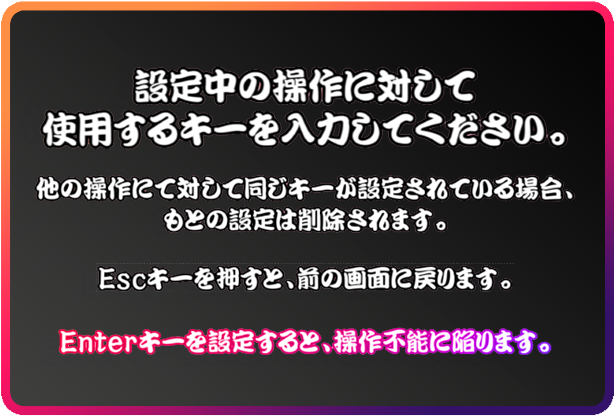 設定中の操作に対して
使用するキーを入力してください。
他の操作にて対して同じキーが設定されている場合、
もとの設定は削除されます。
Escキーを押すと、前の画面に戻ります。
Enterキーを設定すると、操作不能に陥ります。